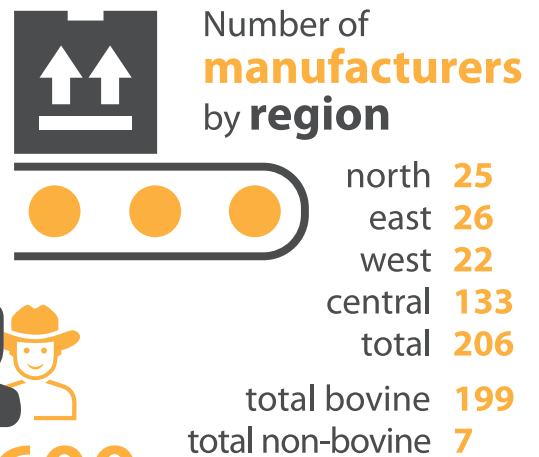 Number of
manufacturers
by region
north 25
east 26
west 22
central 133
total 206
total bovine 199
total non-bovine 7